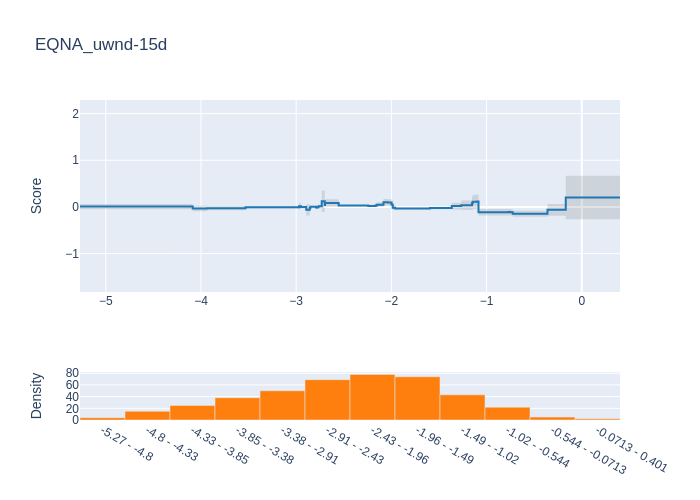 EQNA_uwnd-15d
2
1
0
−1
Score
−5
−4
−3
−2
−1
0
80
60
40
20
0
Density
-5.27 - -4.8
-4.8 - -4.33
-4.33 - -3.85
-3.85 - -3.38
-3.38 - -2.91
-2.91 - -2.43
-2.43 - -1.96
-1.96 - -1.49
-1.49 - -1.02
-1.02 - -0.544
-0.544 - -0.0713
-0.0713 - 0.401